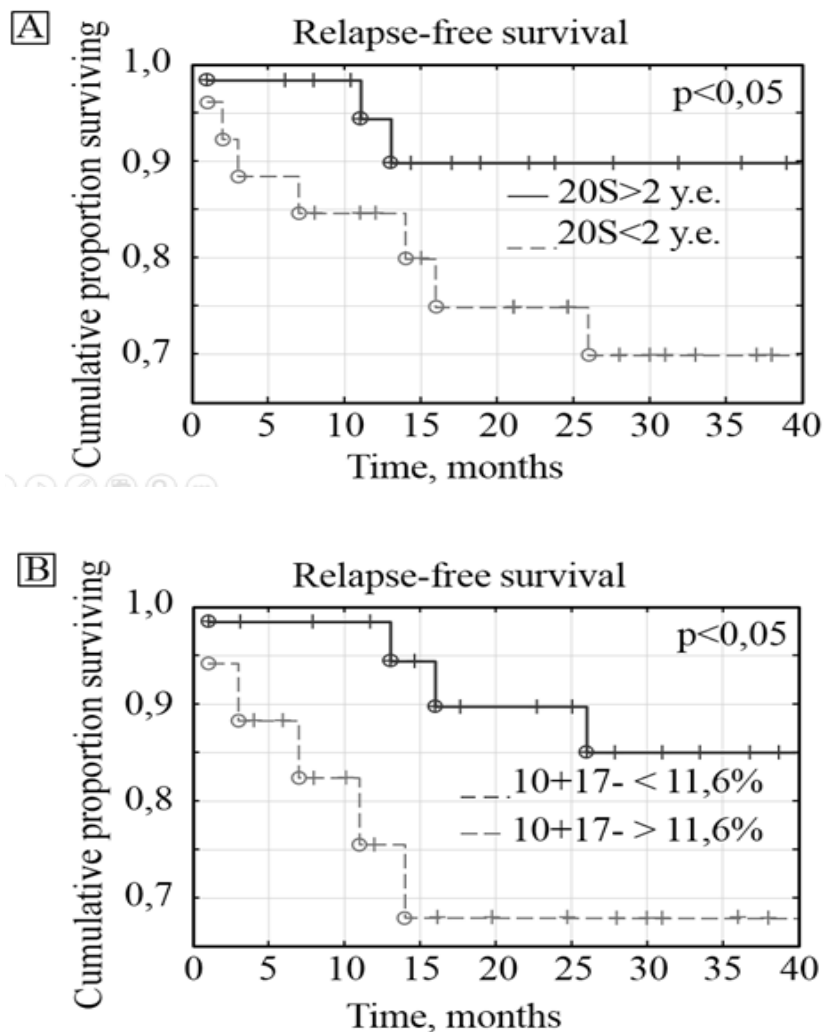 A
Relapse-free survival
Cumulative proportion surviving
1,0
0,9
0,8
0,7
p<0,05
20S>2 y.e.
20S<2 y.e.
0 5 10 15 20 25 30 35 40
Time, months
B
Relapse-free survival
Cumulative proportion surviving
1,0
0,9
0,8
0,7
p<0,05
10+17- < 11,6%
10+17- > 11,6%
0 5 10 15 20 25 30 35 40
Time, months